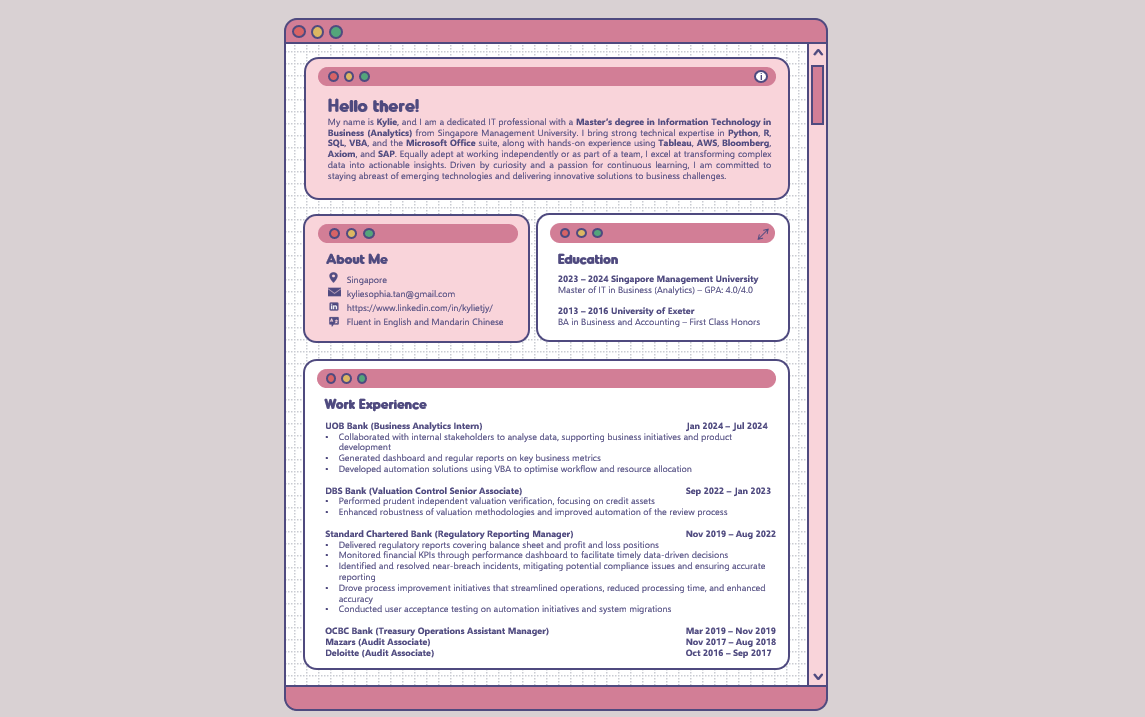 Hello there!
My name is Kylie, and I am a dedicated IT professional with a Master's degree in Information Technology in
Business (Analytics) from Singapore Management University. I bring strong technical expertise in Python, R,
SQL, VBA, and the Microsoft Office suite, along with hands-on experience using Tableau, AWS, Bloomberg,
Axiom, and SAP. Equally adept at working independently or as part of a team, I excel at transforming complex
data into actionable insights. Driven by curiosity and a passion for continuous learning, I am committed to
staying abreast of emerging technologies and delivering innovative solutions to business challenges.
About Me
Singapore
kyliesophia.tan@gmail.com
https://www.linkedin.com/in/kylietjy/
Fluent in English and Mandarin Chinese
Education
2023 – 2024 Singapore Management University
Master of IT in Business (Analytics) – GPA: 4.0/4.0
2013 – 2016 University of Exeter
BA in Business and Accounting – First Class Honors
Work Experience
UOB Bank (Business Analytics Intern) Jan 2024 – Jul 2024
• Collaborated with internal stakeholders to analyse data, supporting business initiatives and product
development
• Generated dashboard and regular reports on key business metrics
• Developed automation solutions using VBA to optimise workflow and resource allocation
DBS Bank (Valuation Control Senior Associate) Sep 2022 – Jan 2023
• Performed prudent independent valuation verification, focusing on credit assets
• Enhanced robustness of valuation methodologies and improved automation of the review process
Standard Chartered Bank (Regulatory Reporting Manager) Nov 2019 – Aug 2022
• Delivered regulatory reports covering balance sheet and profit and loss positions
• Monitored financial KPIs through performance dashboard to facilitate timely data-driven decisions
• Identified and resolved near-breach incidents, mitigating potential compliance issues and ensuring accurate
reporting
• Drove process improvement initiatives that streamlined operations, reduced processing time, and enhanced
accuracy
• Conducted user acceptance testing on automation initiatives and system migrations
OCBC Bank (Treasury Operations Assistant Manager) Mar 2019 – Nov 2019
Mazars (Audit Associate) Nov 2017 – Aug 2018
Deloitte (Audit Associate) Oct 2016 – Sep 2017